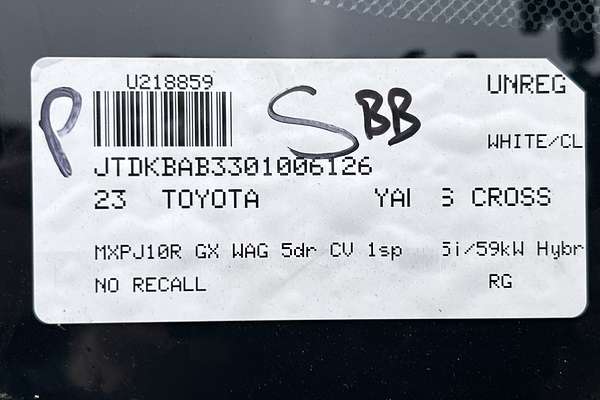 U218859 UNREG
P S BB
WHITE/CL
JTDKBAB3301006126
23 TOYOTA YAI S CROSS
MXPJ10R GX WAG 5dr CV 1sp 5i/59kW Hybr
NO RECALL RG